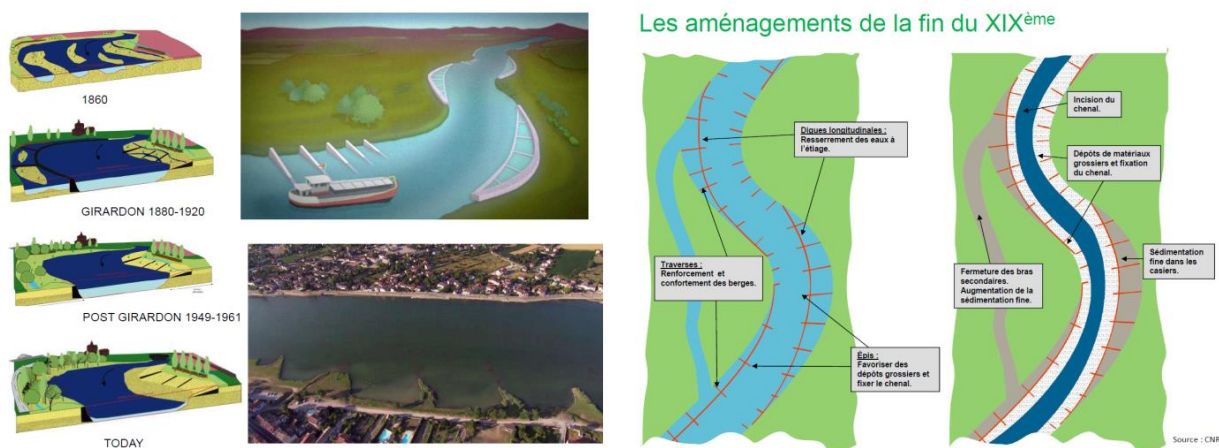 1860
GIRARDON 1880-1920
POST GIRARDON 1949-1961
TODAY
Les aménagements de la fin du XIXème
Digues longitudinales :
Resserrement des eaux à
l'étiage.
Traverses :
Renforcement et
confortement des berges.
Épis :
Favoriser des
dépôts grossiers et
fixer le chenal.
Incision du
chenal.
Dépôts de matériaux
grossiers et fixation
du chenal.
Sédimentation
fine dans les
casiers.
Fermeture des bras
secondaires.
Augmentation de la
sédimentation fine.
Source : CNR